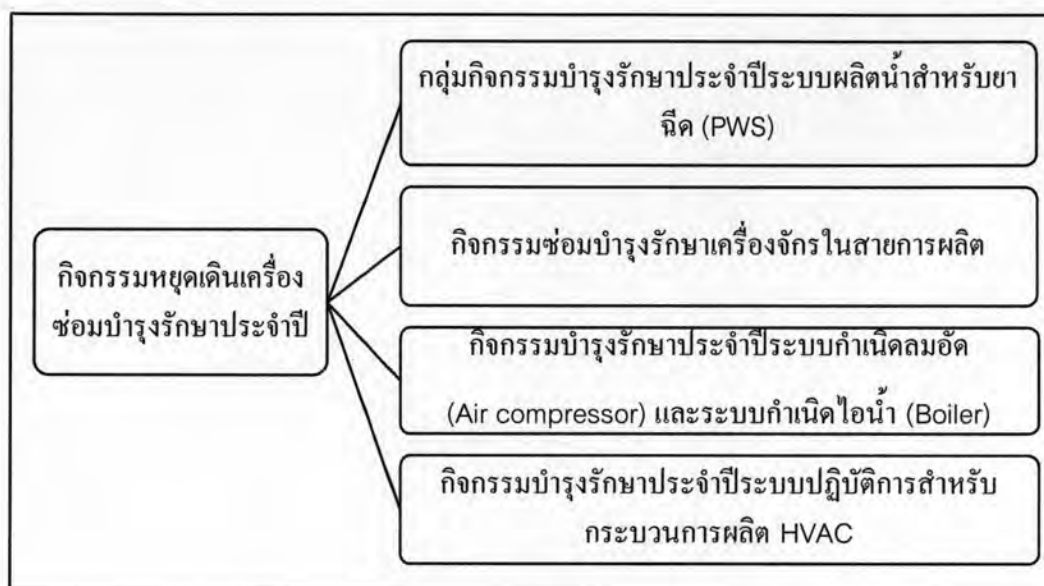 กลุ่มกิจกรรมบำรุงรักษาประจำปีระบบผลิตน้ำสำหรับยา
ฉีด (PWS)
กิจกรรมซ่อมบำรุงรักษาเครื่องจักรในสายการผลิต
กิจกรรมหยุดเดินเครื่อง
ซ่อมบำรุงรักษาประจำปี
กิจกรรมบำรุงรักษาประจำปีระบบกำเนิดลมอัด
(Air compressor) และระบบกำเนิดไอน้ำ (Boiler)
กิจกรรมบำรุงรักษาประจำปีระบบปฏิบัติการสำหรับ
กระบวนการผลิต HVAC